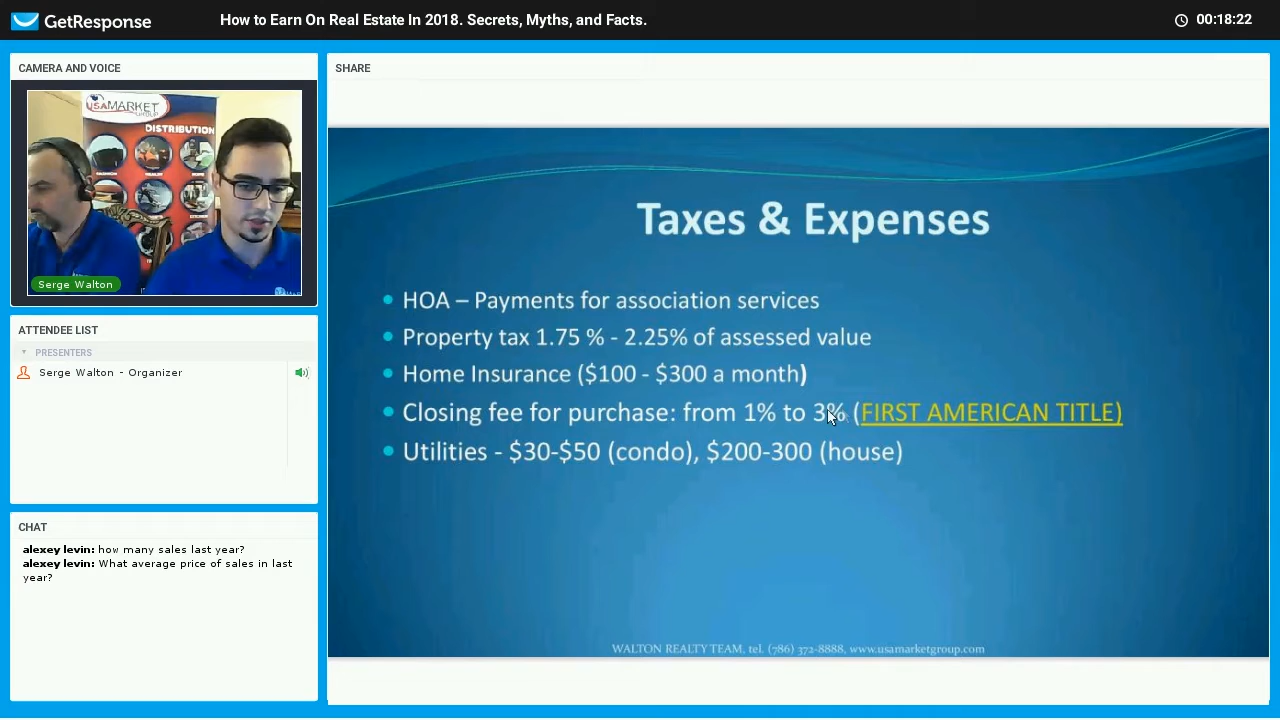 GetResponse
How to Earn On Real Estate In 2018. Secrets, Myths, and Facts.
00:18:22
CAMERA AND VOICE
USAMARKET
GROUP
DISTRIBUTION
Serge Walton
ATTENDEE LIST
PRESENTERS
Serge Walton - Organizer
CHAT
alexey levin: how many sales last year?
alexey levin: What average price of sales in last
year?
SHARE
Taxes & Expenses
HOA – Payments for association services
Property tax 1.75 % - 2.25% of assessed value
Home Insurance ($100 - $300 a month)
Closing fee for purchase: from 1% to 3% (FIRST AMERICAN TITLE)
Utilities - $30-$50 (condo), $200-300 (house)
WALTON REALTY TEAM, tel. (786) 372-8888, www.usamarketgroup.com